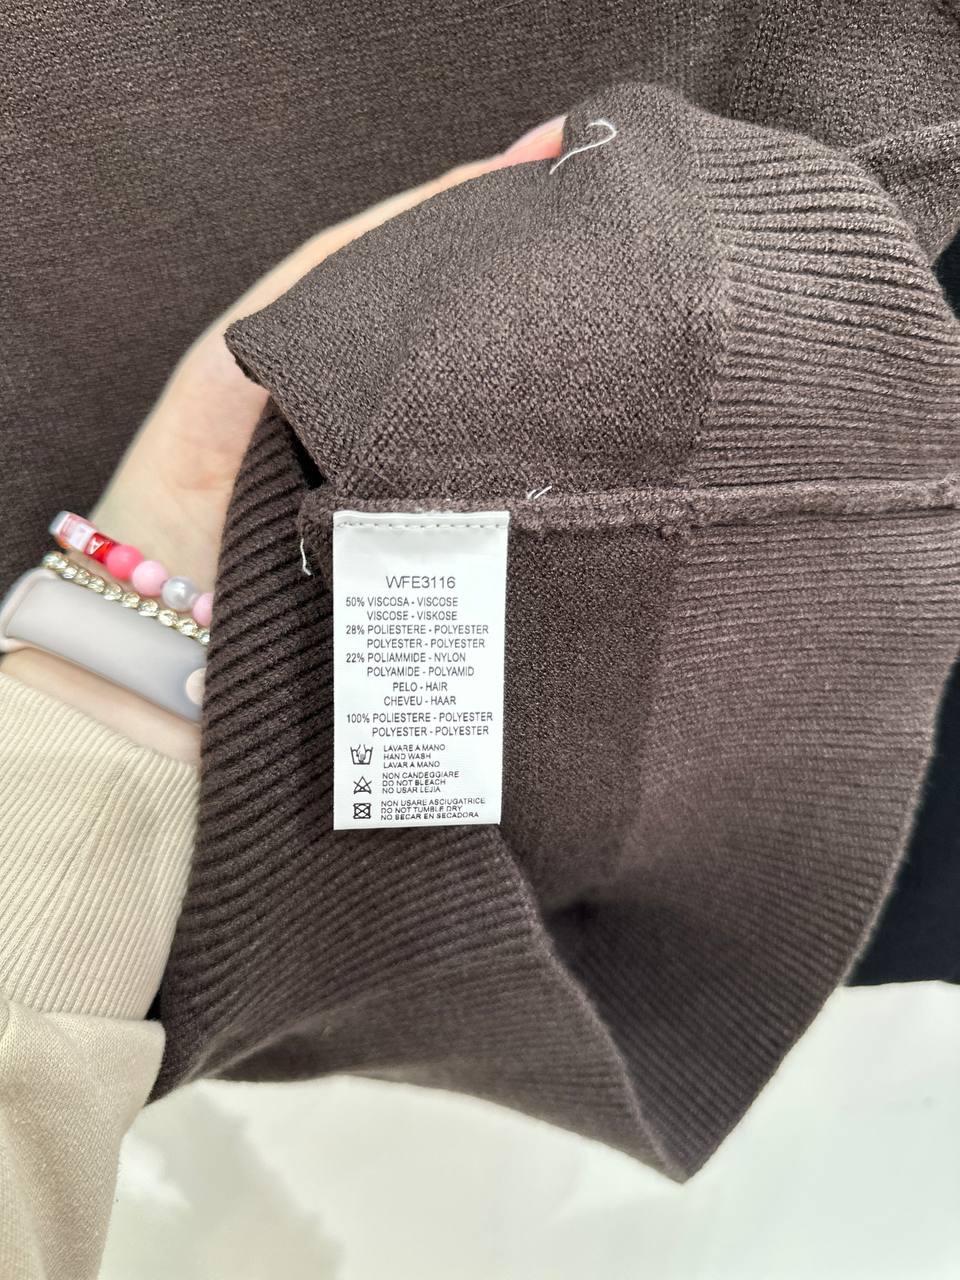 WFE3116
50% VISCOSA - VISCOSE
VISCOSE - VISKOSE
28% POLIESTERE - POLYESTER
POLYESTER - POLYESTER
22% POLIAMMIDE - NYLON
POLYAMIDE - POLYAMID
PELO - HAIR
CHEVEU - HAAR
100% POLIESTERE - POLYESTER
POLYESTER - POLYESTER
LAVARE A MANO
HAND WASH
LAVAR A MANO
NON CANDEGGIARE
DO NOT BLEACH
NO USAR LEJIA
NON USARE ASCIUGATRICE
DO NOT TUMBLE DRY
NO SECAR EN SECADORA